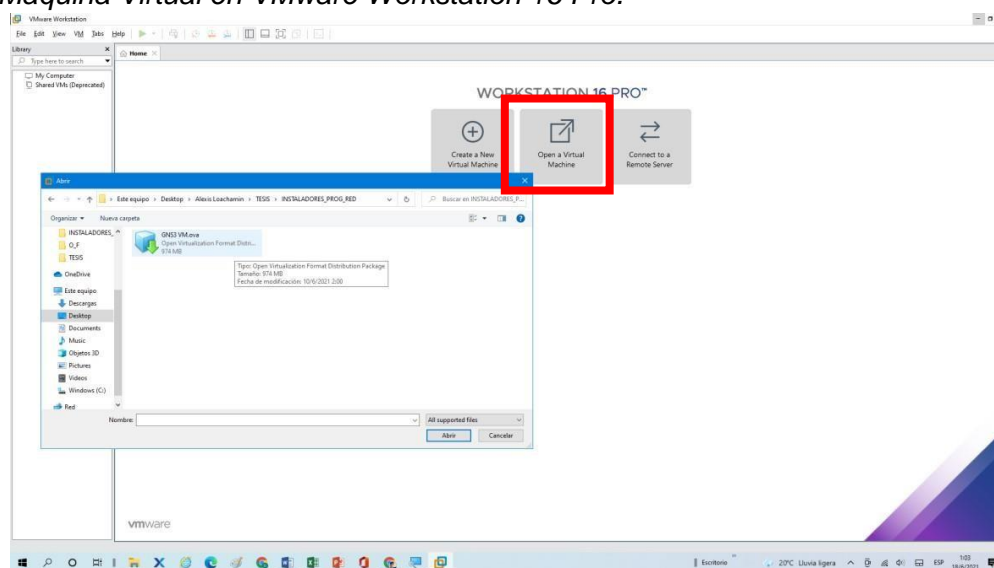 Máquina Virtual en VMware Workstation 16 Pro.
VMware Workstation
File Edit View VM Tabs Help
Library
Type here to search
My Computer
Shared VMs (Deprecated)
Home
WORKSTATION 16 PRO™
Create a New
Virtual Machine
Open a Virtual
Machine
Connect to a
Remote Server
Abrir
Este equipo > Desktop > Alexis Loachamin > TESIS > INSTALADORES_PROG_RED
Buscar en INSTALADORES_P...
Organizar
Nueva carpeta
INSTALADORES_
O_F
TESIS
OneDrive
Este equipo
Descargas
Desktop
Documents
Music
Objetos 3D
Pictures
Videos
Windows (C:)
Red
GNS3 VM.ova
Open Virtualization Format Distri...
974 MB
Tipo: Open Virtualization Format Distribution Package
Tamaño: 974 MB
Fecha de modificación: 10/6/2021 2:00
Nombre:
All supported files
Abrir
Cancelar
vmware
Escritorio
20°C Lluvia ligera
ESP
1:03
18/6/2021